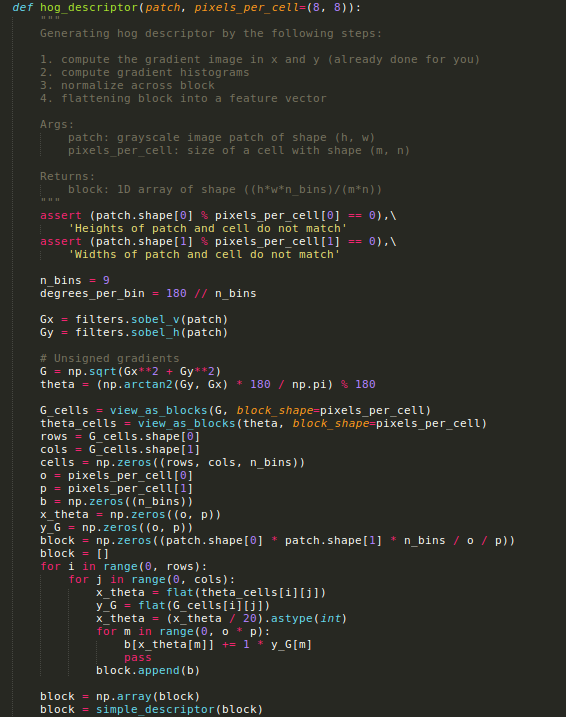 def hog_descriptor(patch, pixels_per_cell=(8, 8)):
"""
Generating hog descriptor by the following steps:
1. compute the gradient image in x and y (already done for you)
2. compute gradient histograms
3. normalize across block
4. flattening block into a feature vector
Args:
patch: grayscale image patch of shape (h, w)
pixels_per_cell: size of a cell with shape (m, n)
Returns:
block: 1D array of shape ((h*w*n_bins)/(m*n))
"""
assert (patch.shape[0] % pixels_per_cell[0] == 0),\
'Heights of patch and cell do not match'
assert (patch.shape[1] % pixels_per_cell[1] == 0),\
'Widths of patch and cell do not match'
n_bins = 9
degrees_per_bin = 180 // n_bins
Gx = filters.sobel_v(patch)
Gy = filters.sobel_h(patch)
# Unsigned gradients
G = np.sqrt(Gx**2 + Gy**2)
theta = (np.arctan2(Gy, Gx) * 180 / np.pi) % 180
G_cells = view_as_blocks(G, block_shape=pixels_per_cell)
theta_cells = view_as_blocks(theta, block_shape=pixels_per_cell)
rows = G_cells.shape[0]
cols = G_cells.shape[1]
cells = np.zeros((rows, cols, n_bins))
o = pixels_per_cell[0]
p = pixels_per_cell[1]
b = np.zeros((n_bins))
x_theta = np.zeros((o, p))
y_G = np.zeros((o, p))
block = np.zeros((patch.shape[0] * patch.shape[1] * n_bins / o / p))
block = []
for i in range(0, rows):
for j in range(0, cols):
x_theta = flat(theta_cells[i][j])
y_G = flat(G_cells[i][j])
x_theta = (x_theta / 20).astype(int)
for m in range(0, o * p):
b[x_theta[m]] += 1 * y_G[m]
pass
block.append(b)
block = np.array(block)
block = simple_descriptor(block)